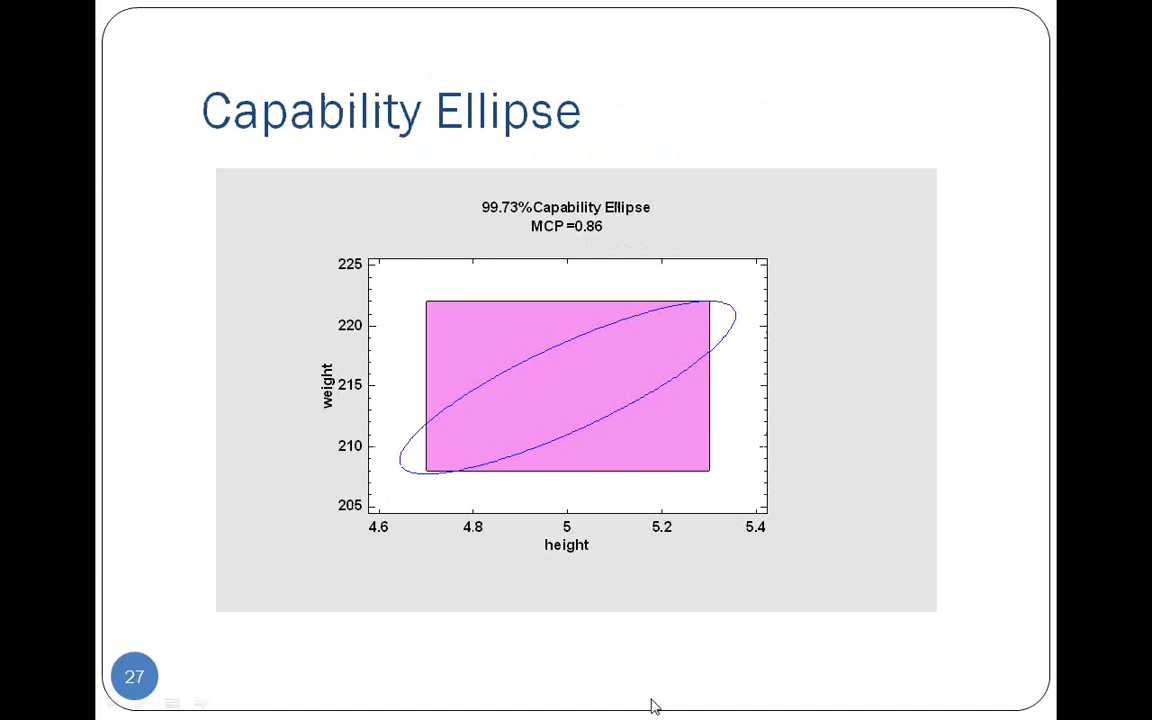 Capability Ellipse
99.73%Capability Ellipse
MCP =0.86
225
220
215
210
205
weight
4.6 4.8 5 5.2 5.4
height
27